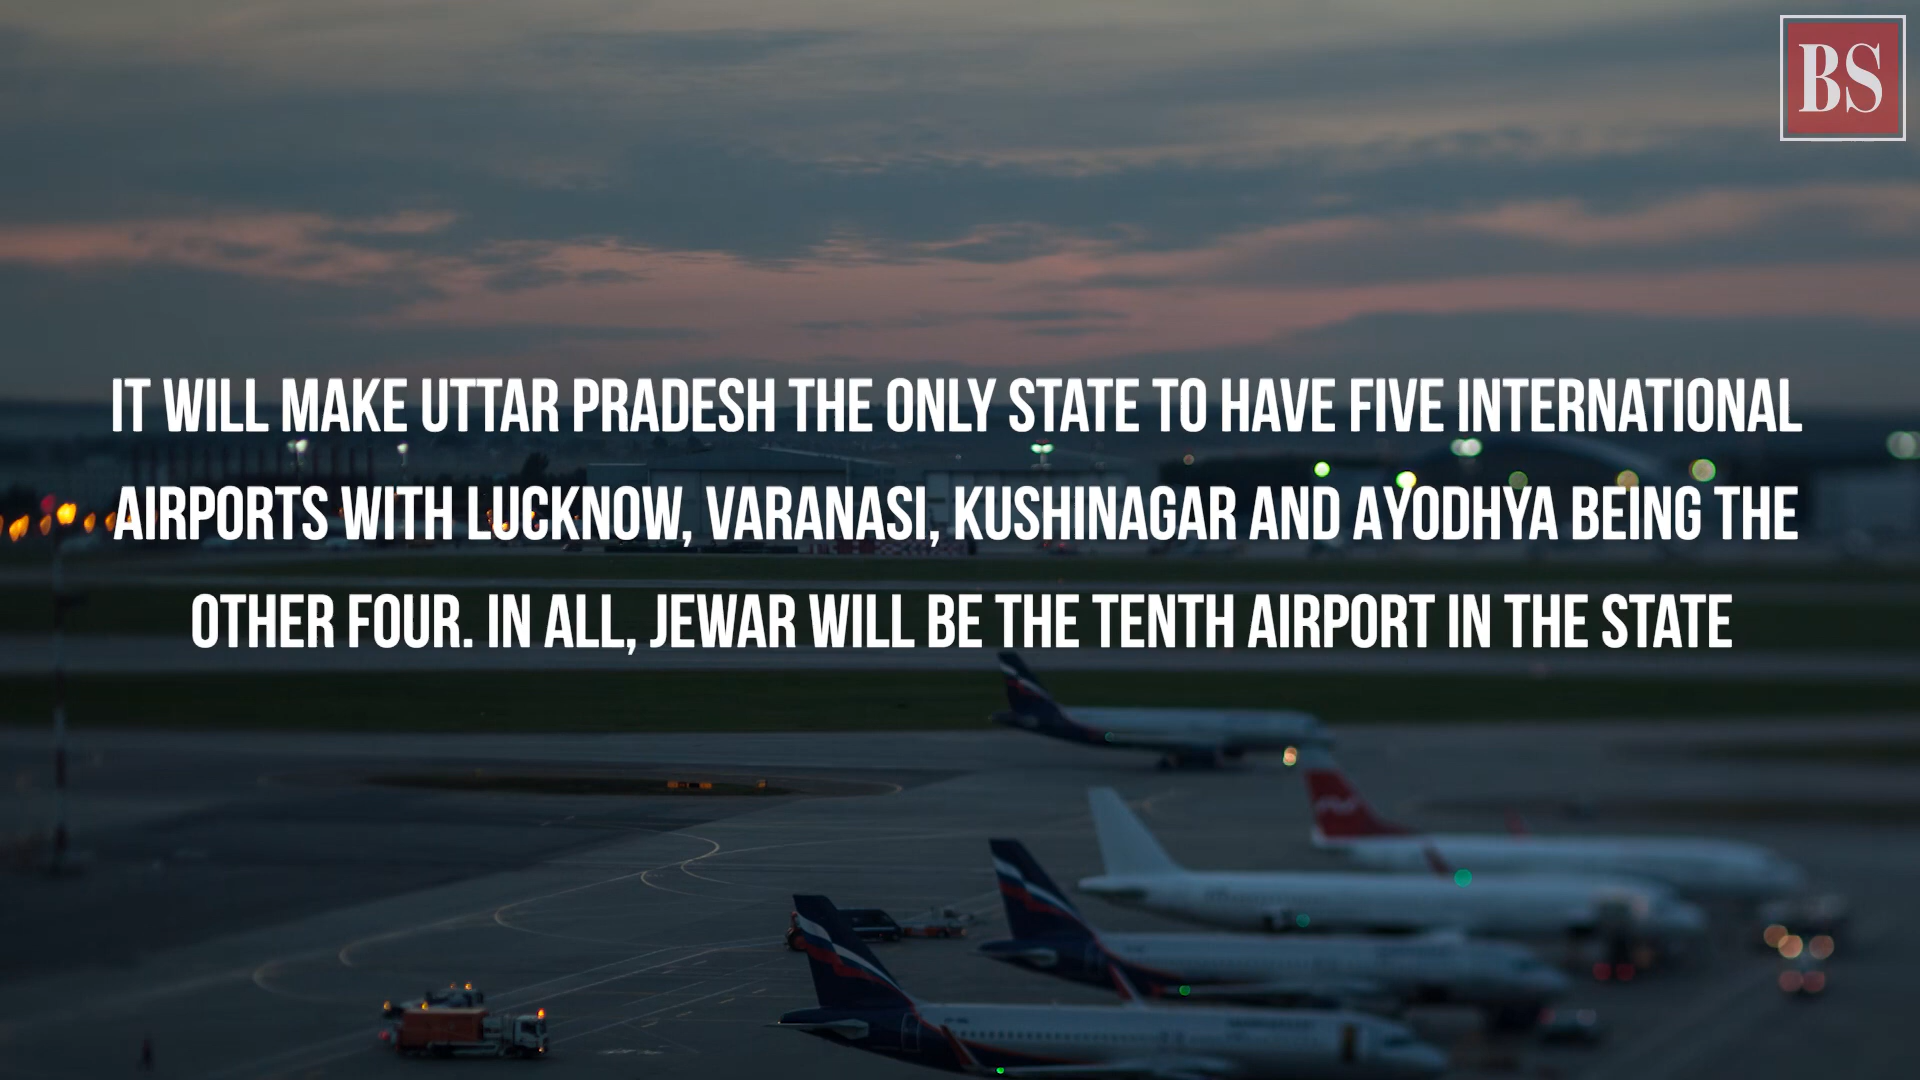 BS
IT WILL MAKE UTTAR PRADESH THE ONLY STATE TO HAVE FIVE INTERNATIONAL
AIRPORTS WITH LUCKNOW, VARANASI, KUSHINAGAR AND AYODHYA BEING THE
OTHER FOUR. IN ALL, JEWAR WILL BE THE TENTH AIRPORT IN THE STATE